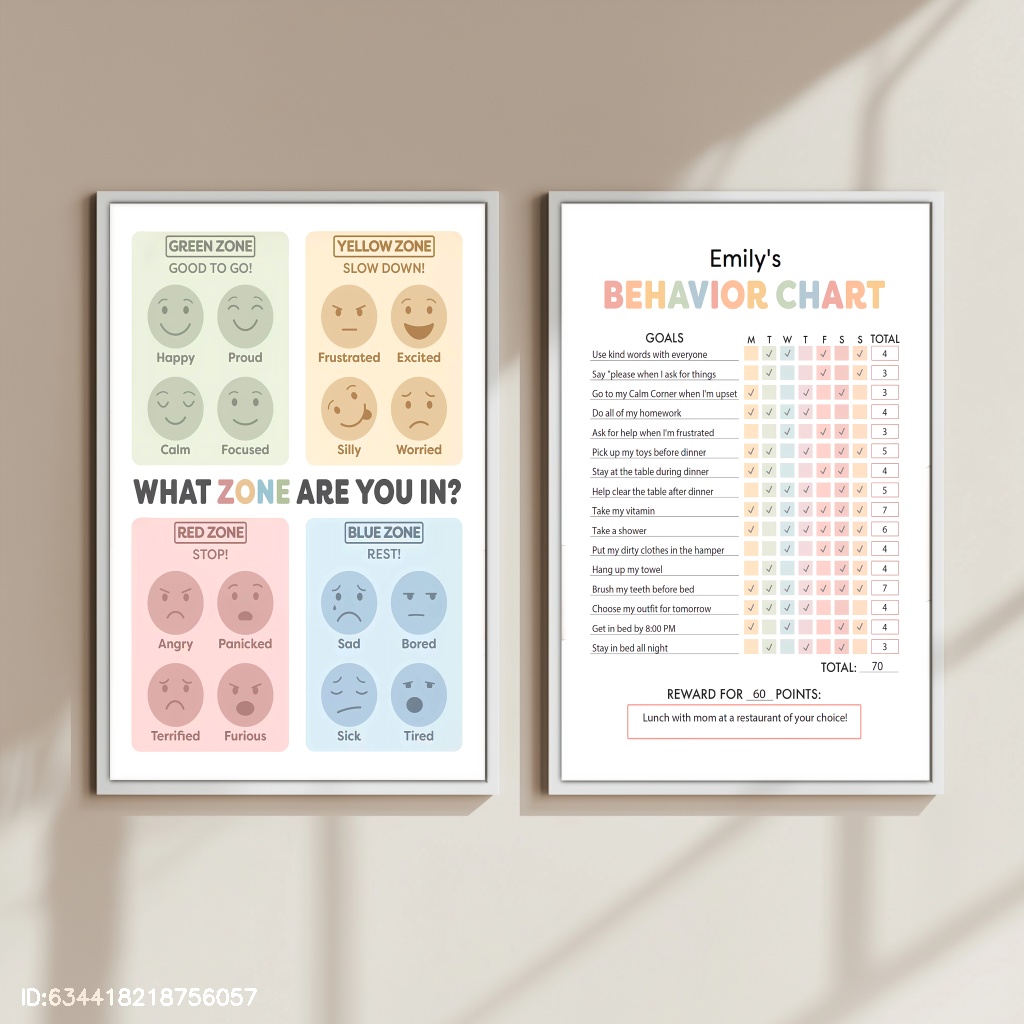 GREEN ZONE
GOOD TO GO!
Happy Proud
Calm Focused
YELLOW ZONE
SLOW DOWN!
Frustrated Excited
Silly Worried
WHAT ZONE ARE YOU IN?
RED ZONE
STOP!
Angry Panicked
Terrified Furious
BLUE ZONE
REST!
Sad Bored
Sick Tired
Emily's
BEHAVIOR CHART
GOALS M T W T F S S TOTAL
Use kind words with everyone ✓ ✓ ✓ ✓ 4
Say "please when I ask for things ✓ ✓ ✓ 3
Go to my Calm Corner when I'm upset ✓ ✓ ✓ 3
Do all of my homework ✓ ✓ ✓ ✓ 4
Ask for help when I'm frustrated ✓ ✓ ✓ 3
Pick up my toys before dinner ✓ ✓ ✓ ✓ ✓ 5
Stay at the table during dinner ✓ ✓ ✓ ✓ 4
Help clear the table after dinner ✓ ✓ ✓ ✓ ✓ 5
Take my vitamin ✓ ✓ ✓ ✓ ✓ ✓ ✓ 7
Take a shower ✓ ✓ ✓ ✓ ✓ ✓ 6
Put my dirty clothes in the hamper ✓ ✓ ✓ ✓ 4
Hang up my towel ✓ ✓ ✓ ✓ 4
Brush my teeth before bed ✓ ✓ ✓ ✓ ✓ ✓ ✓ 7
Choose my outfit for tomorrow ✓ ✓ ✓ ✓ 4
Get in bed by 8:00 PM ✓ ✓ ✓ ✓ 4
Stay in bed all night ✓ ✓ ✓ 3
TOTAL: 70
REWARD FOR 60 POINTS:
Lunch with mom at a restaurant of your choice!
ID:634418218756057